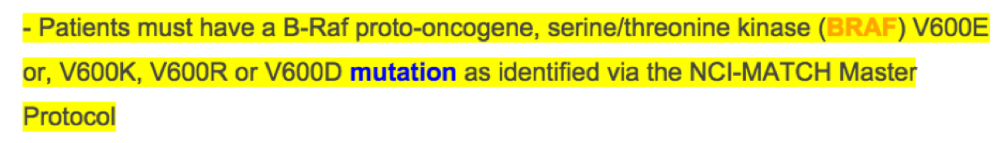 - Patients must have a B-Raf proto-oncogene, serine/threonine kinase (BRAF) V600E
or, V600K, V600R or V600D mutation as identified via the NCI-MATCH Master
Protocol